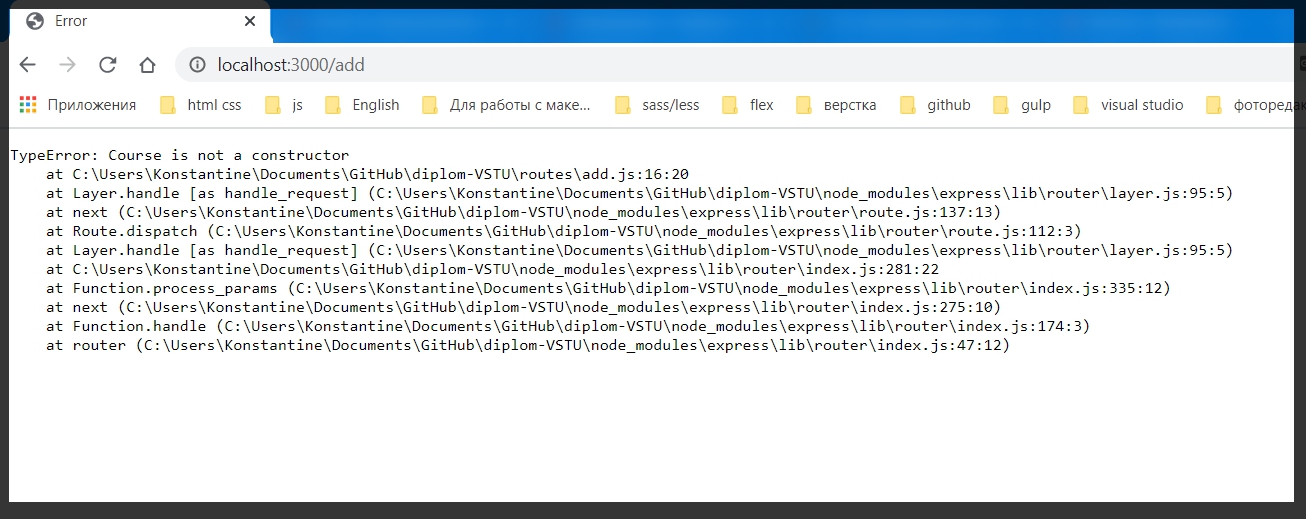 Error
localhost:3000/add
Приложения html css js English Для работы с маке... sass/less flex верстка github gulp visual studio фоторедак
TypeError: Course is not a constructor
at C:\Users\Konstantine\Documents\GitHub\diplom-VSTU\routes\add.js:16:20
at Layer.handle [as handle_request] (C:\Users\Konstantine\Documents\GitHub\diplom-VSTU\node_modules\express\lib\router\layer.js:95:5)
at next (C:\Users\Konstantine\Documents\GitHub\diplom-VSTU\node_modules\express\lib\router\route.js:137:13)
at Route.dispatch (C:\Users\Konstantine\Documents\GitHub\diplom-VSTU\node_modules\express\lib\router\route.js:112:3)
at Layer.handle [as handle_request] (C:\Users\Konstantine\Documents\GitHub\diplom-VSTU\node_modules\express\lib\router\layer.js:95:5)
at C:\Users\Konstantine\Documents\GitHub\diplom-VSTU\node_modules\express\lib\router\index.js:281:22
at Function.process_params (C:\Users\Konstantine\Documents\GitHub\diplom-VSTU\node_modules\express\lib\router\index.js:335:12)
at next (C:\Users\Konstantine\Documents\GitHub\diplom-VSTU\node_modules\express\lib\router\index.js:275:10)
at Function.handle (C:\Users\Konstantine\Documents\GitHub\diplom-VSTU\node_modules\express\lib\router\index.js:174:3)
at router (C:\Users\Konstantine\Documents\GitHub\diplom-VSTU\node_modules\express\lib\router\index.js:47:12)